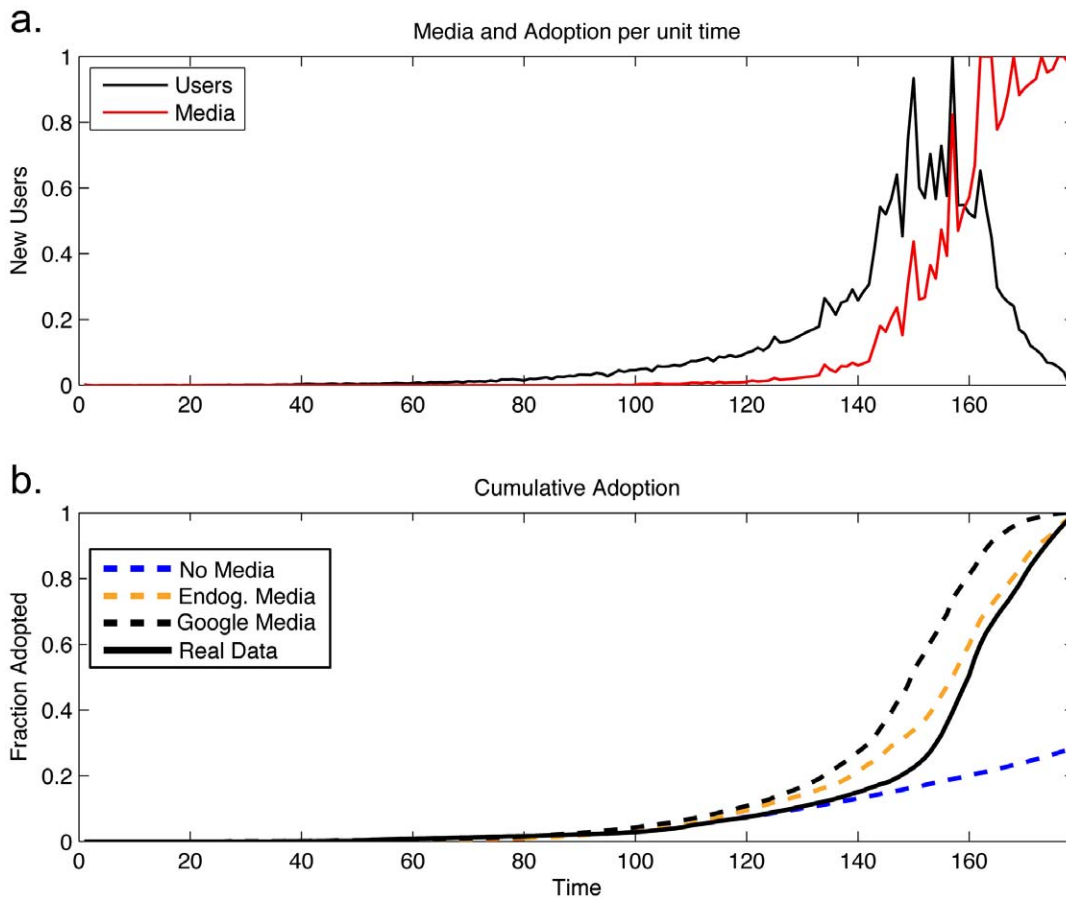 a.
Media and Adoption per unit time
1
0.8
0.6
0.4
0.2
0
New Users
Users
Media
0 20 40 60 80 100 120 140 160
b.
Cumulative Adoption
1
0.8
0.6
0.4
0.2
0
Fraction Adopted
No Media
Endog. Media
Google Media
Real Data
0 20 40 60 80 100 120 140 160
Time